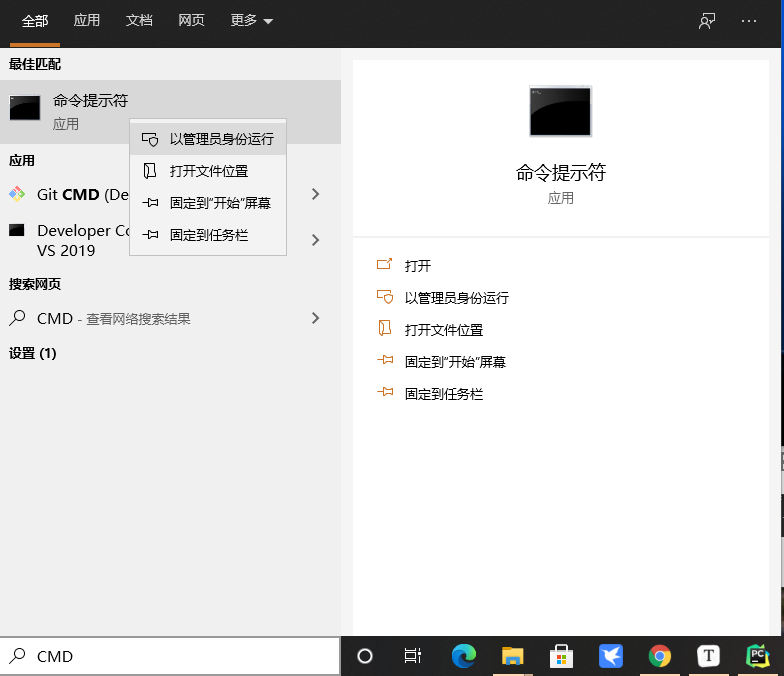 全部 应用 文档 网页 更多
最佳匹配
命令提示符
应用
以管理员身份运行
打开文件位置
固定到"开始"屏幕
固定到任务栏
应用
Git CMD (De
Developer Co
VS 2019
搜索网页
CMD - 查看网络搜索结果
设置 (1)
命令提示符
应用
打开
以管理员身份运行
打开文件位置
固定到"开始"屏幕
固定到任务栏
CMD
T
PC